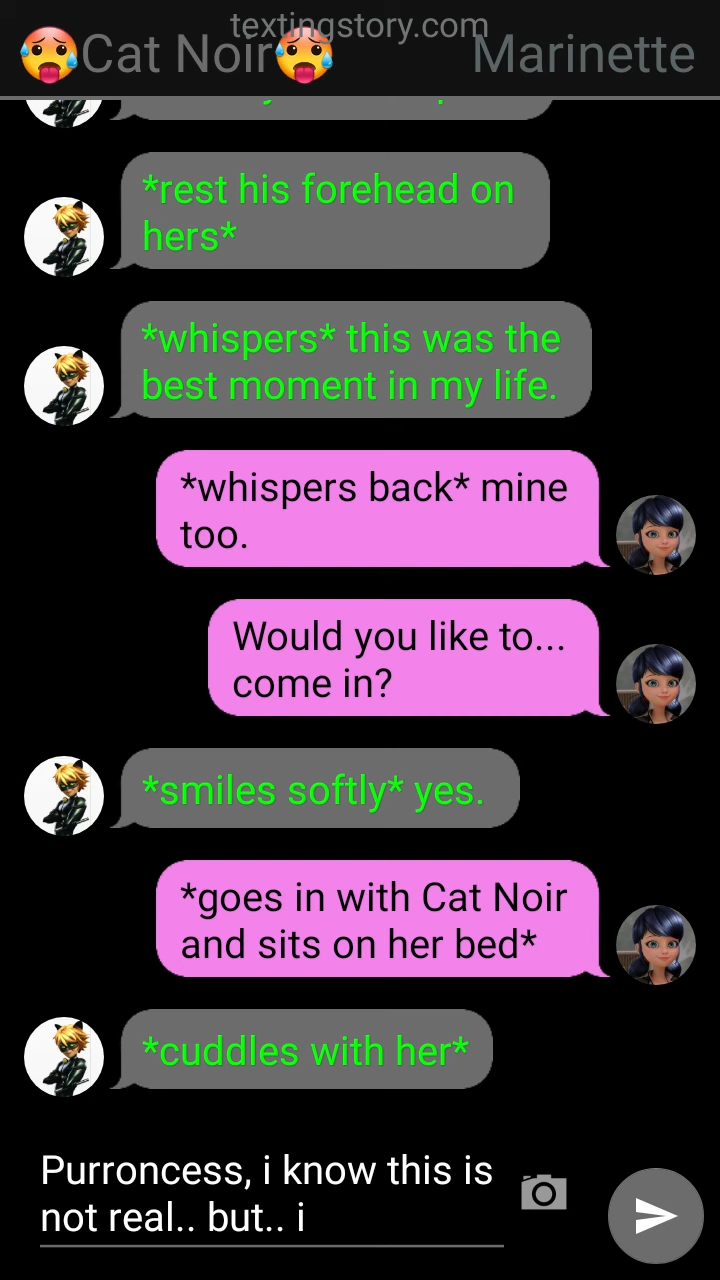 textingstory.com
🥵Cat Noir🥵 Marinette
*rest his forehead on
hers*
*whispers* this was the
best moment in my life.
*whispers back* mine
too.
Would you like to...
come in?
*smiles softly* yes.
*goes in with Cat Noir
and sits on her bed*
*cuddles with her*
Purroncess, i know this is
not real.. but.. i